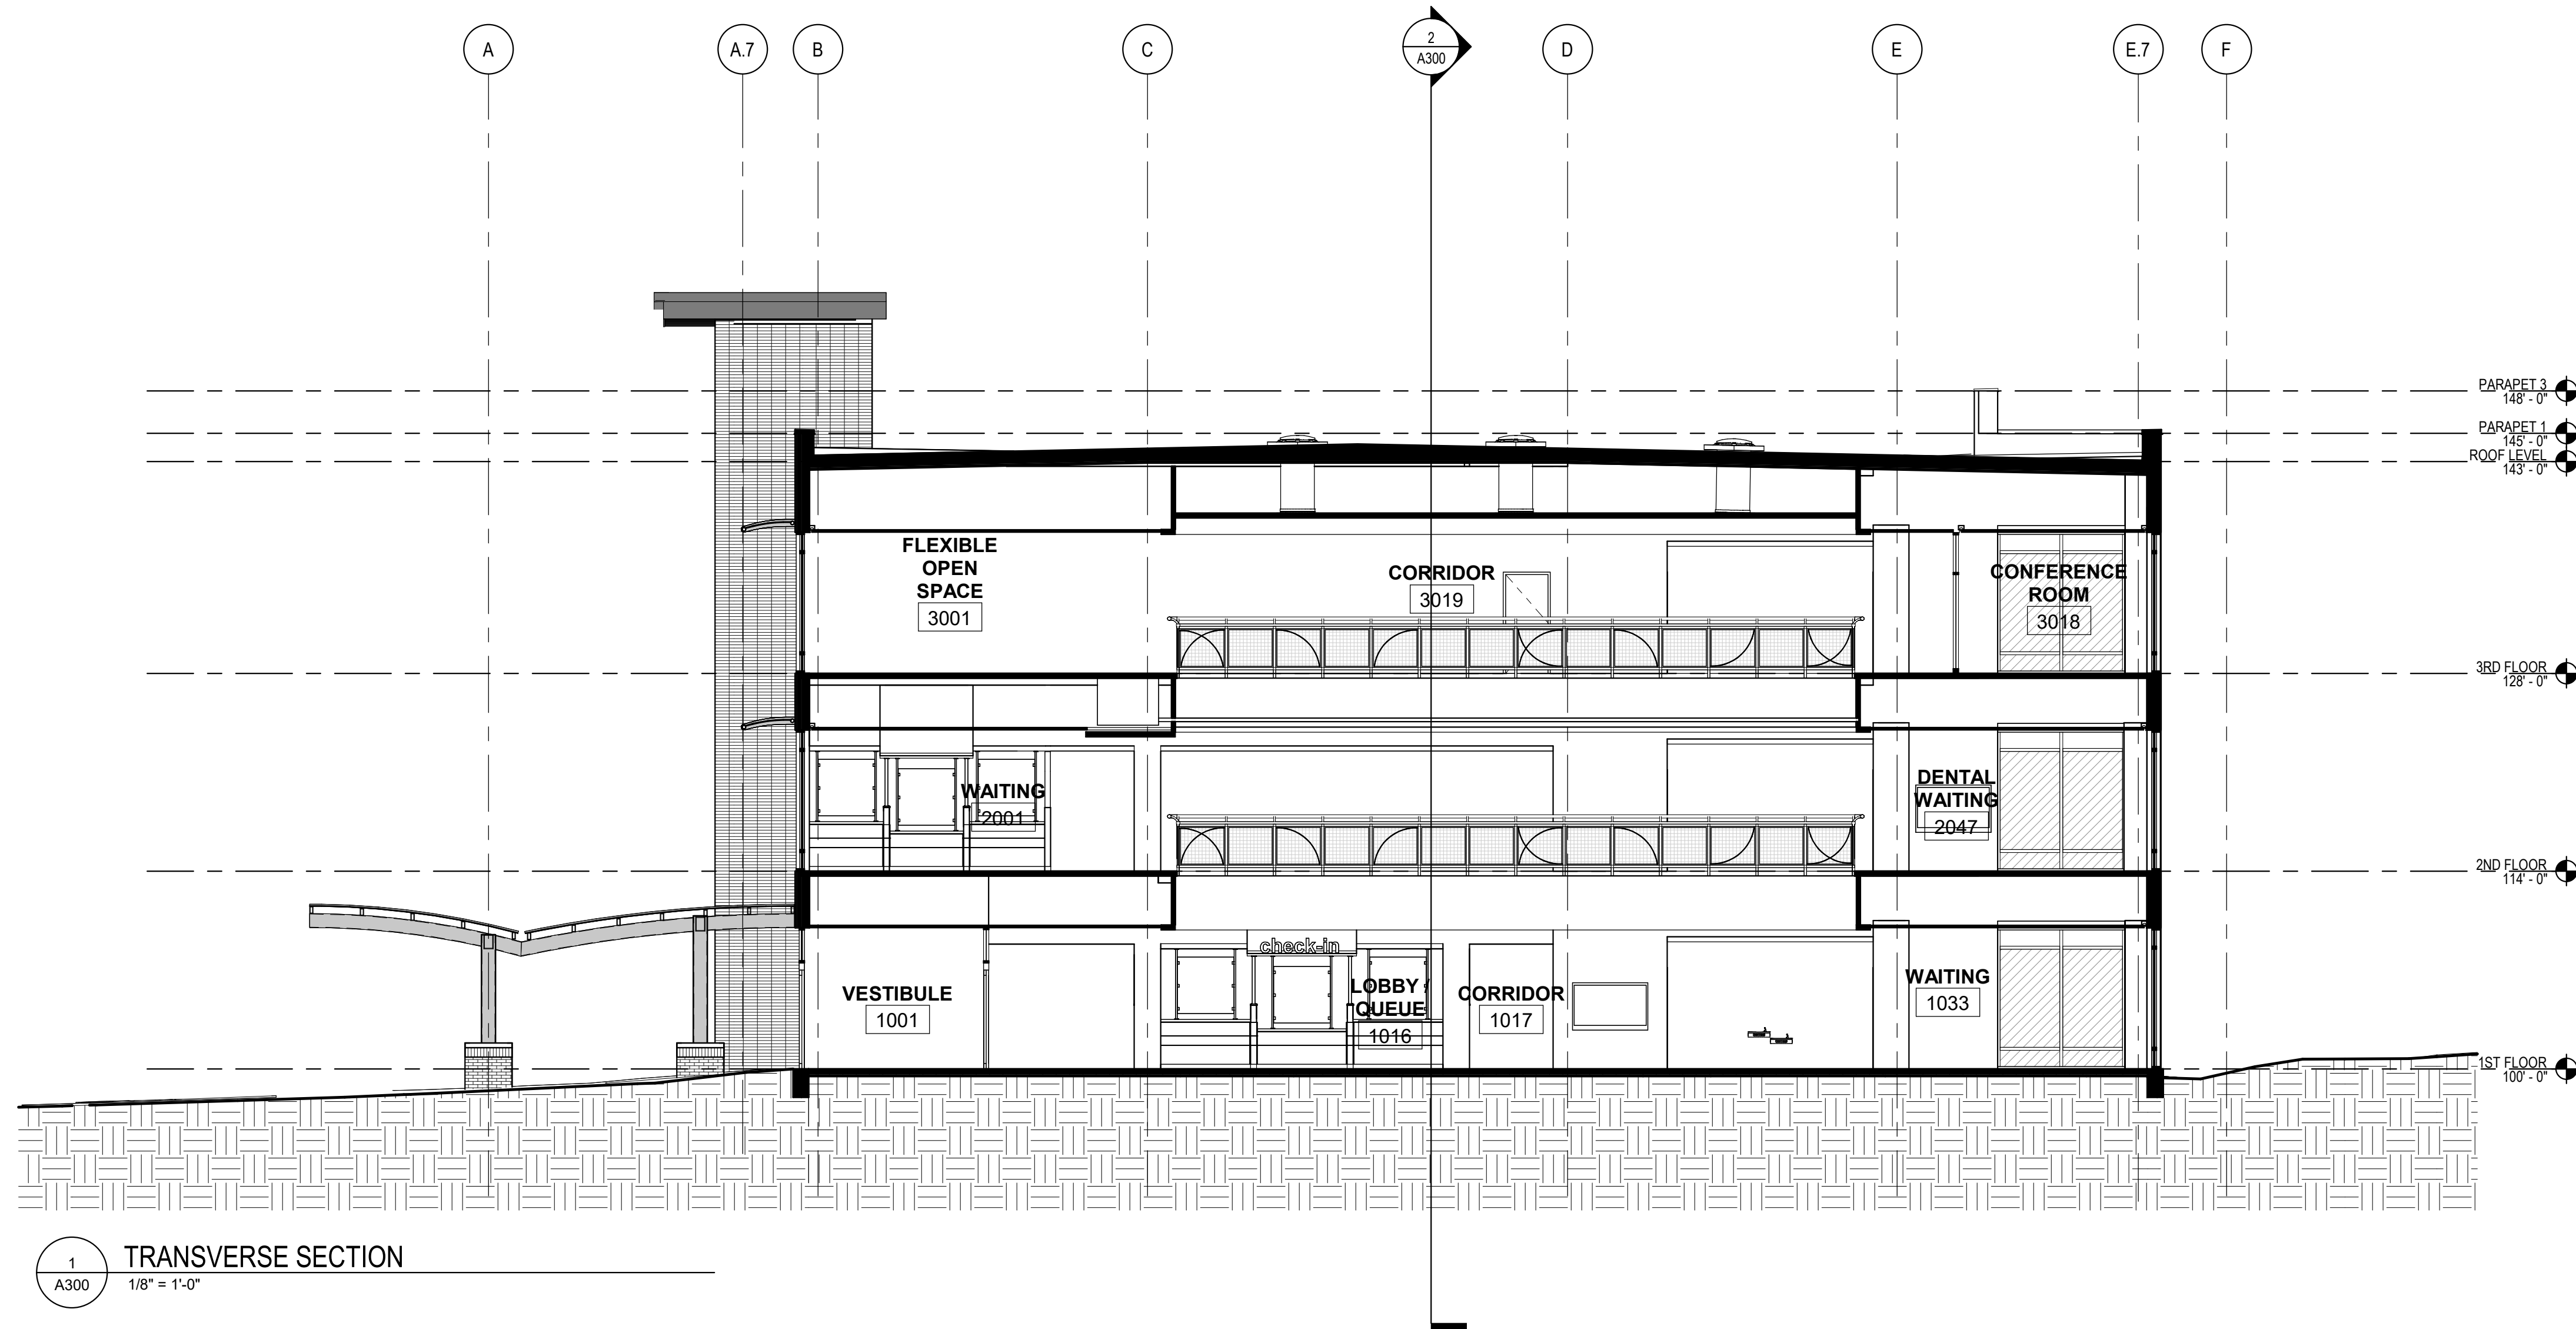 A
A.7
B
C
2
A300
D
E
E.7
F
PARAPET 3
148' - 0"
PARAPET 1
145' - 0"
ROOF LEVEL
143' - 0"
FLEXIBLE
OPEN
SPACE
3001
CORRIDOR
3019
CONFERENCE
ROOM
3018
3RD FLOOR
128' - 0"
WAITING
2001
DENTAL
WAITING
2047
2ND FLOOR
114' - 0"
VESTIBULE
1001
check-in
LOBBY /
QUEUE
1016
CORRIDOR
1017
WAITING
1033
1ST FLOOR
100' - 0"
1
A300
TRANSVERSE SECTION
1/8" = 1'-0"